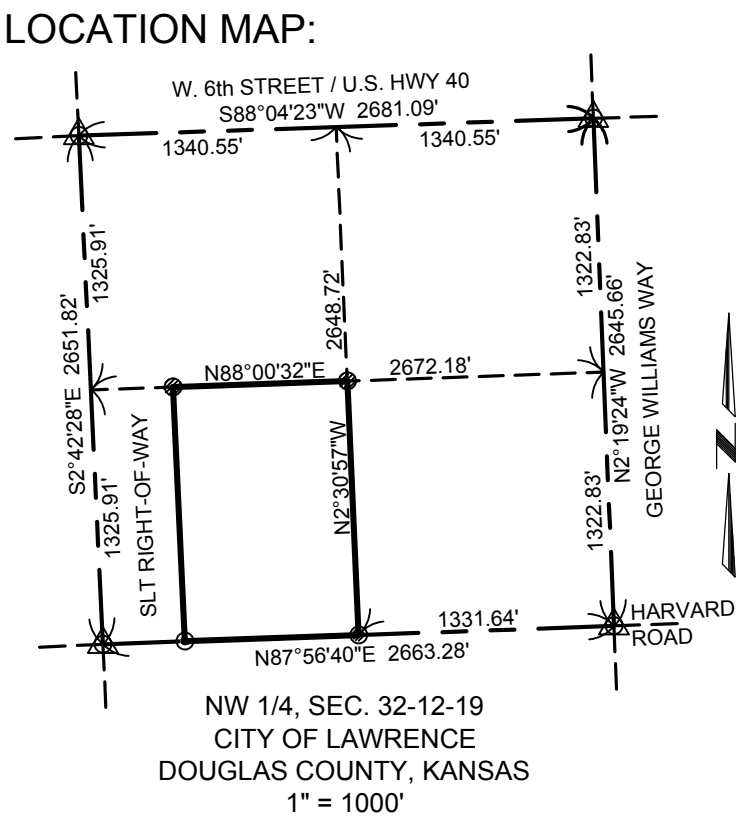 LOCATION MAP:
W. 6th STREET / U.S. HWY 40
S88°04'23"W 2681.09'
1340.55'
1340.55'
1325.91'
S2°42'28"E 2651.82'
1325.91'
2648.72'
1322.83'
N2°19'24"W 2645.66'
GEORGE WILLIAMS WAY
1322.83'
N88°00'32"E
2672.18'
SLT RIGHT-OF-WAY
N2°30'57"W
N
1331.64'
HARVARD
ROAD
N87°56'40"E 2663.28'
NW 1/4, SEC. 32-12-19
CITY OF LAWRENCE
DOUGLAS COUNTY, KANSAS
1" = 1000'